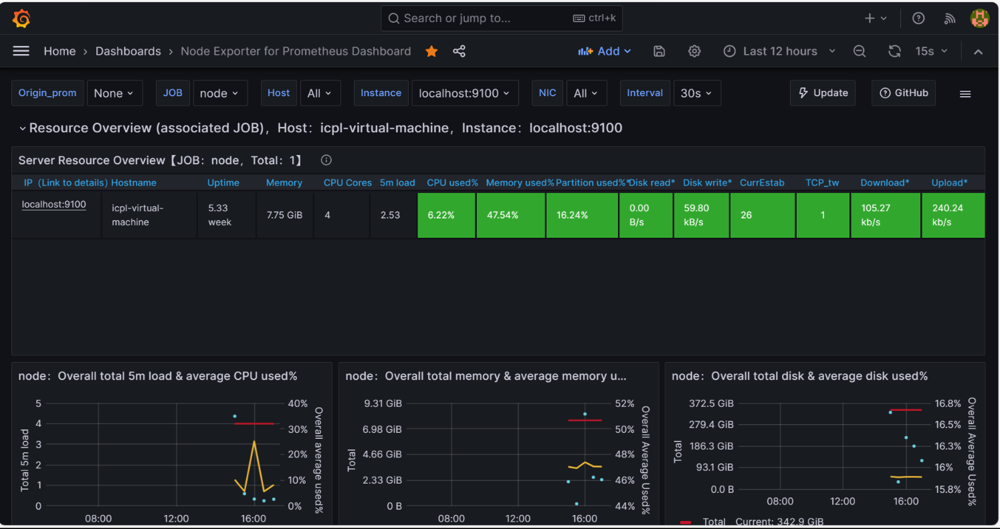 Search or jump to... ctrl+k
Home › Dashboards › Node Exporter for Prometheus Dashboard Add Last 12 hours 15s
Origin_prom None JOB node Host All Instance localhost:9100 NIC All Interval 30s Update GitHub
Resource Overview (associated JOB)，Host：icpl-virtual-machine，Instance：localhost:9100
Server Resource Overview【JOB：node，Total：1】
IP（Link to details) Hostname Uptime Memory CPU Cores 5m load CPU used% Memory used% Partition used%* Disk read* Disk write* CurrEstab TCP_tw Download* Upload*
localhost:9100 icpl-virtual-machine 5.33 week 7.75 GiB 4 2.53 6.22% 47.54% 16.24% 0.00 B/s 59.80 kB/s 26 1 105.27 kb/s 240.24 kb/s
node：Overall total 5m load & average CPU used%
Total 5m load
5
4
3
2
1
0
40%
30%
20%
10%
0%
Overall average used%
08:00 12:00 16:00
node：Overall total memory & average memory u...
Total
9.31 GiB
6.98 GiB
4.66 GiB
2.33 GiB
0 B
52%
50%
48%
46%
44%
Overall Average Used%
08:00 12:00 16:00
node：Overall total disk & average disk used%
Total
372.5 GiB
279.4 GiB
186.3 GiB
93.1 GiB
0.0 B
16.8%
16.5%
16.3%
16%
15.8%
Overall Average Used%
08:00 12:00 16:00
Total Current: 342.9 GiB